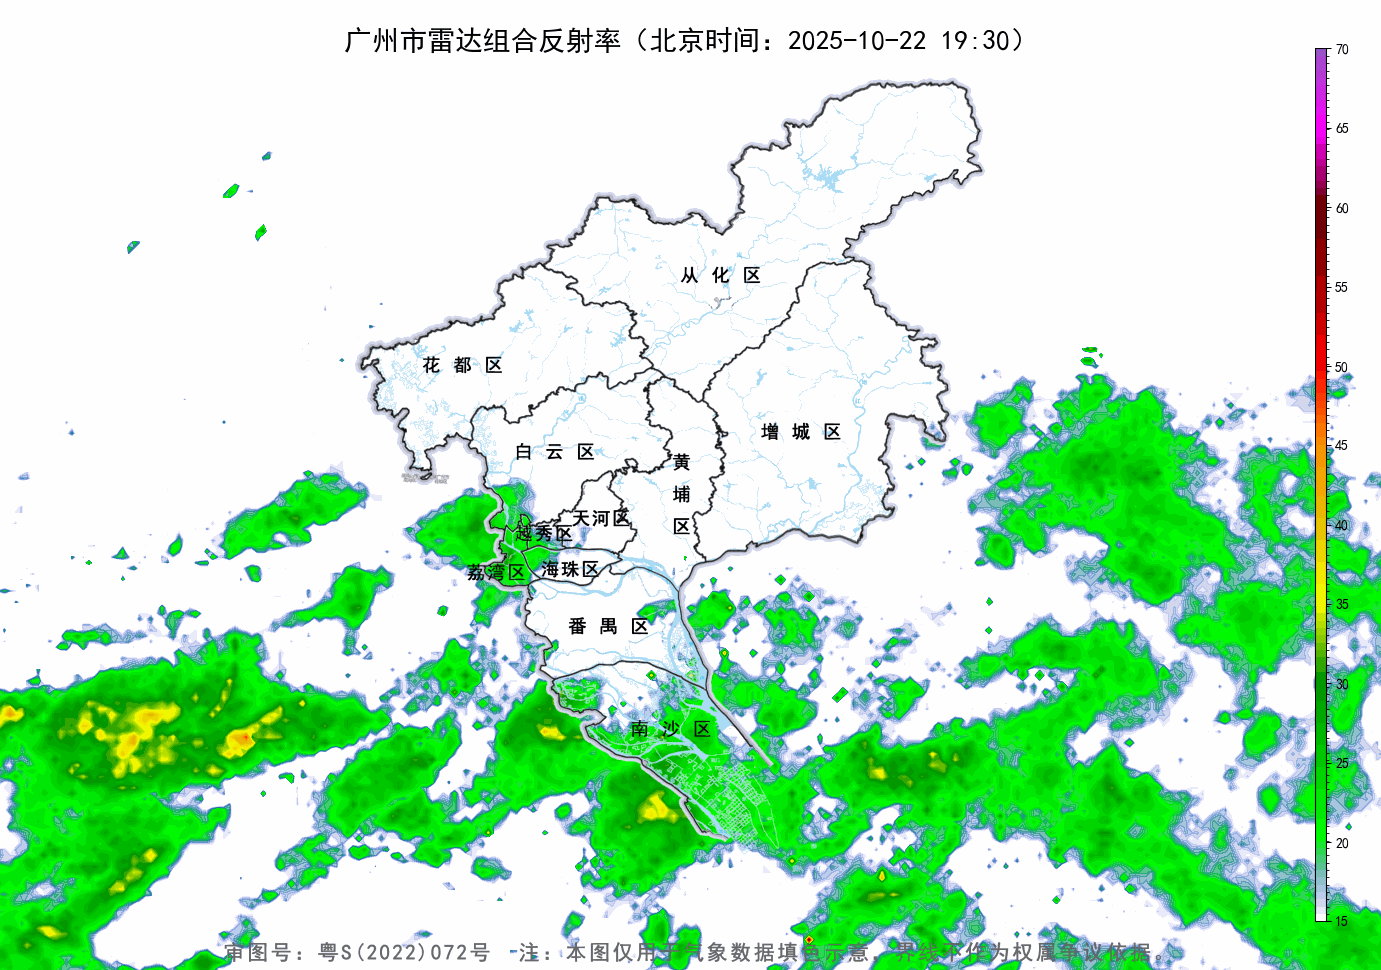 广州市雷达组合反射率（北京时间：2025-10-22 19:30）
70
65
60
55
50
45
40
35
30
25
20
15
从化区
花都区
增城区
白云区
黄埔区
天河区
越秀区
海珠区
荔湾区
番禺区
南沙区
审图号：粤S(2022)072号 注：本图仅用于气象数据填色示意，界线不作为权属争议依据。